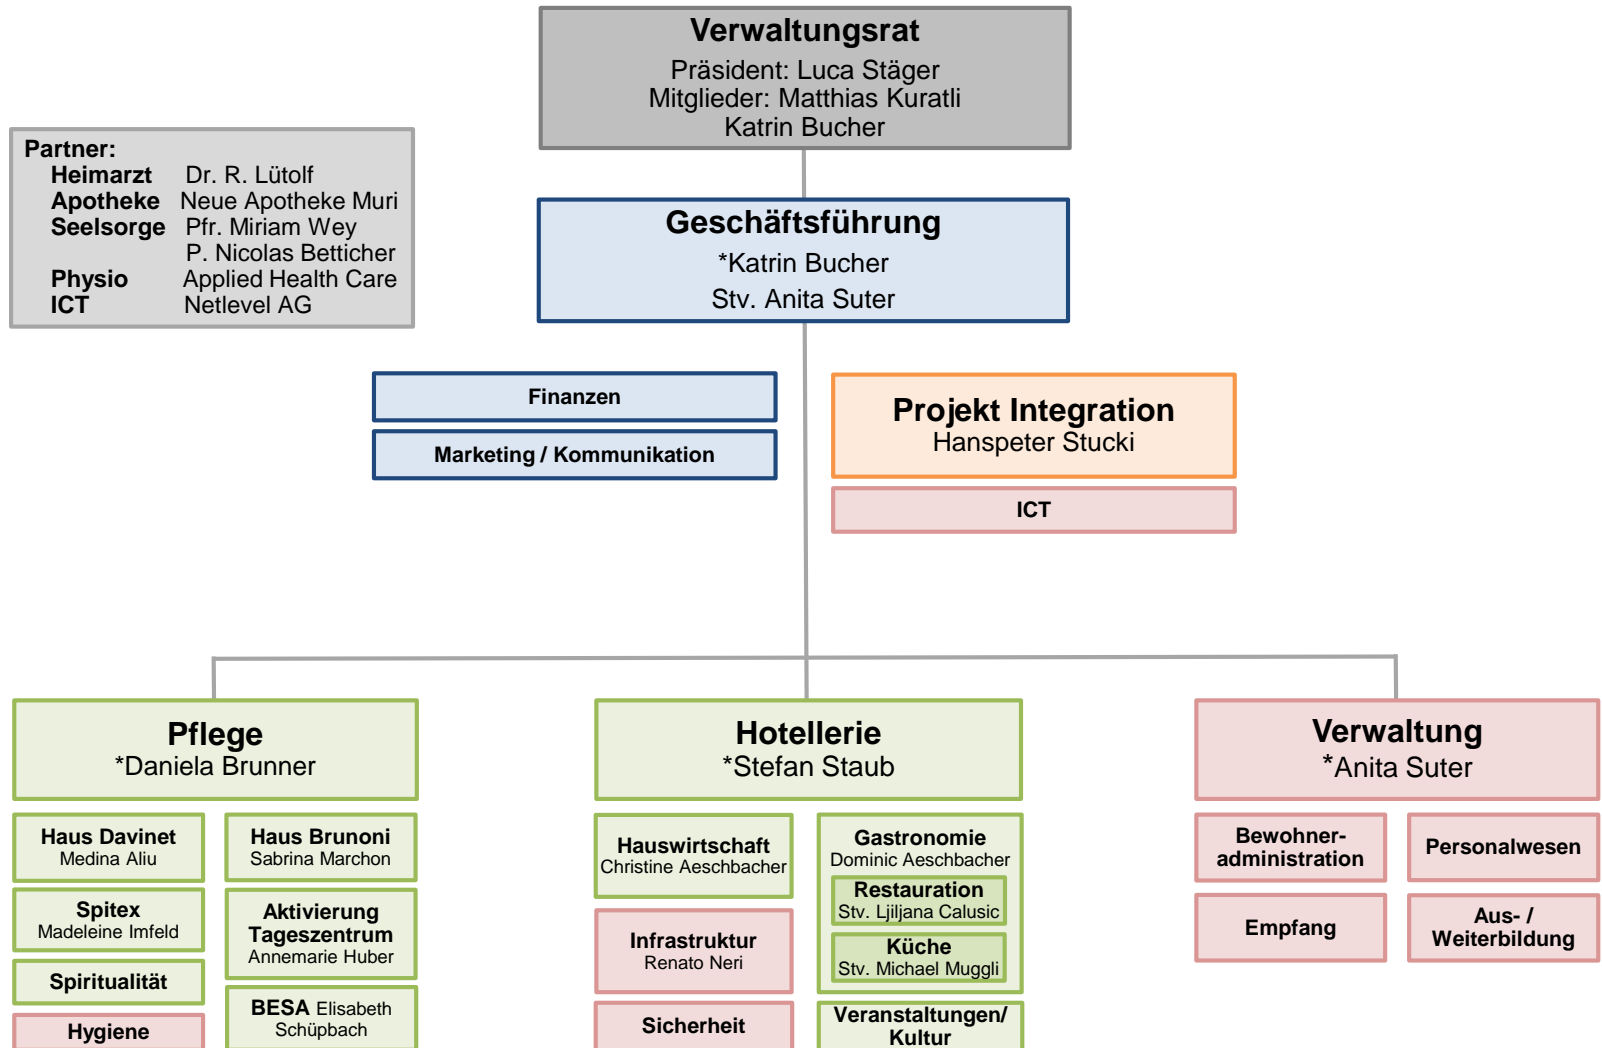 Verwaltungsrat
Präsident: Luca Stäger
Mitglieder: Matthias Kuratli
Katrin Bucher
Partner:
Heimarzt Dr. R. Lütolf
Apotheke Neue Apotheke Muri
Seelsorge Pfr. Miriam Wey
P. Nicolas Betticher
Physio Applied Health Care
ICT Netlevel AG
Geschäftsführung
*Katrin Bucher
Stv. Anita Suter
Finanzen
Marketing / Kommunikation
Projekt Integration
Hanspeter Stucki
ICT
Pflege
*Daniela Brunner
Haus Davinet
Medina Aliu
Haus Brunoni
Sabrina Marchon
Spitex
Madeleine Imfeld
Aktivierung
Tageszentrum
Annemarie Huber
Spiritualität
BESA Elisabeth
Schüpbach
Hygiene
Hotellerie
*Stefan Staub
Hauswirtschaft
Christine Aeschbacher
Gastronomie
Dominic Aeschbacher
Restauration
Stv. Ljiljana Calusic
Küche
Stv. Michael Muggli
Infrastruktur
Renato Neri
Sicherheit
Veranstaltungen/
Kultur
Verwaltung
*Anita Suter
Bewohner-
administration
Personalwesen
Empfang
Aus- /
Weiterbildung